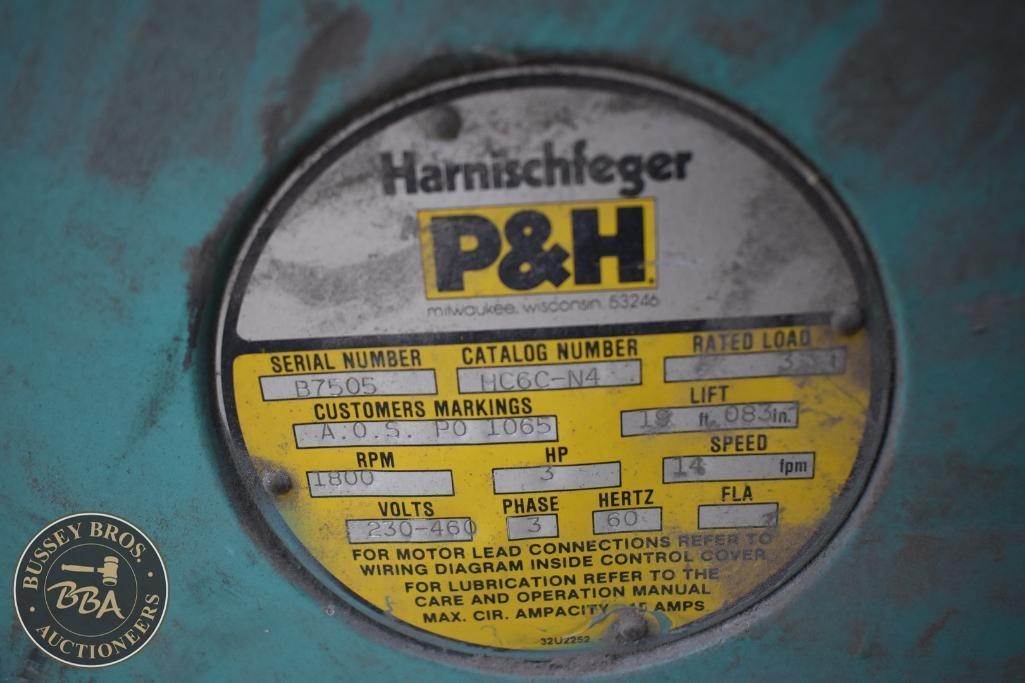 Harnischfeger
P&H
milwaukee, wisconsin. 53246
SERIAL NUMBER CATALOG NUMBER RATED LOAD
B7505 HC6C-N4 3
CUSTOMERS MARKINGS LIFT
A.O.S. PO 1065 18 ft. 083 in.
RPM HP SPEED
1800 3 14 fpm
VOLTS PHASE HERTZ FLA
230-460 3 60
FOR MOTOR LEAD CONNECTIONS REFER TO
WIRING DIAGRAM INSIDE CONTROL COVER
FOR LUBRICATION REFER TO THE
CARE AND OPERATION MANUAL
MAX. CIR. AMPACITY AMPS
32U2252
BUSSEY BROS.
BBA
AUCTIONEERS